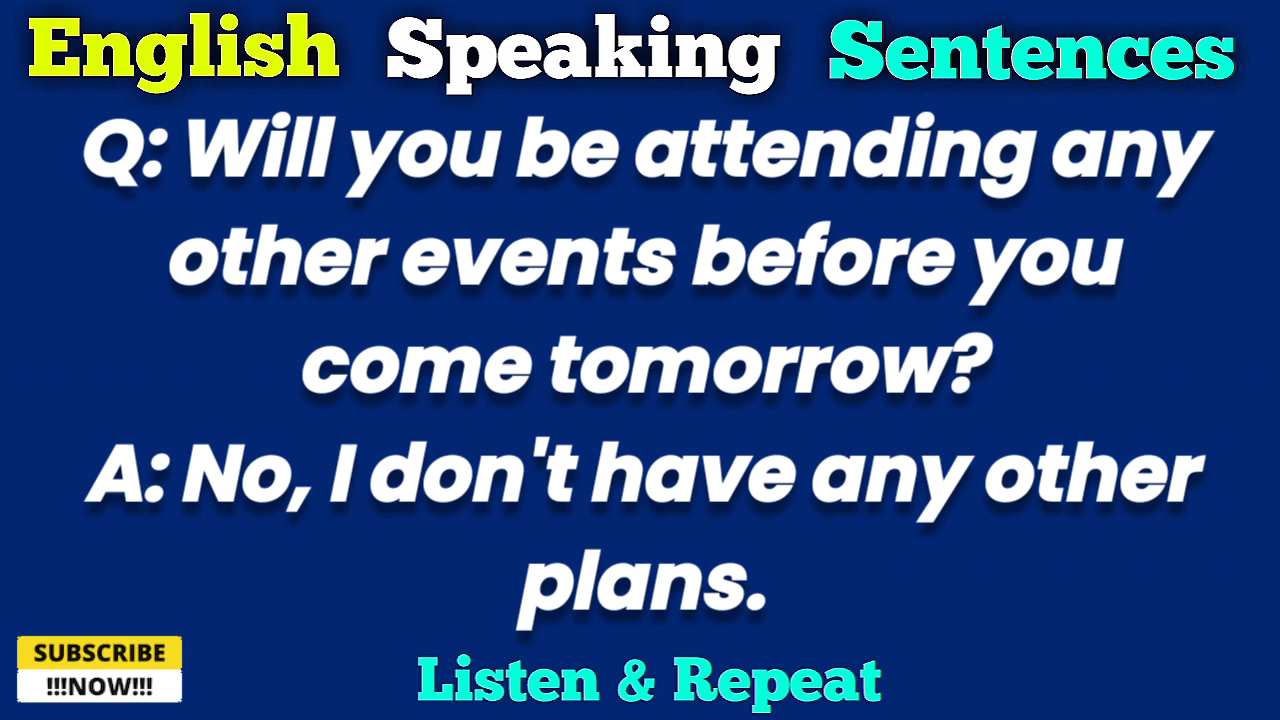 English Speaking Sentences
Q: Will you be attending any
other events before you
come tomorrow?
A: No, I don't have any other
plans.
SUBSCRIBE
!!!NOW!!!
Listen & Repeat